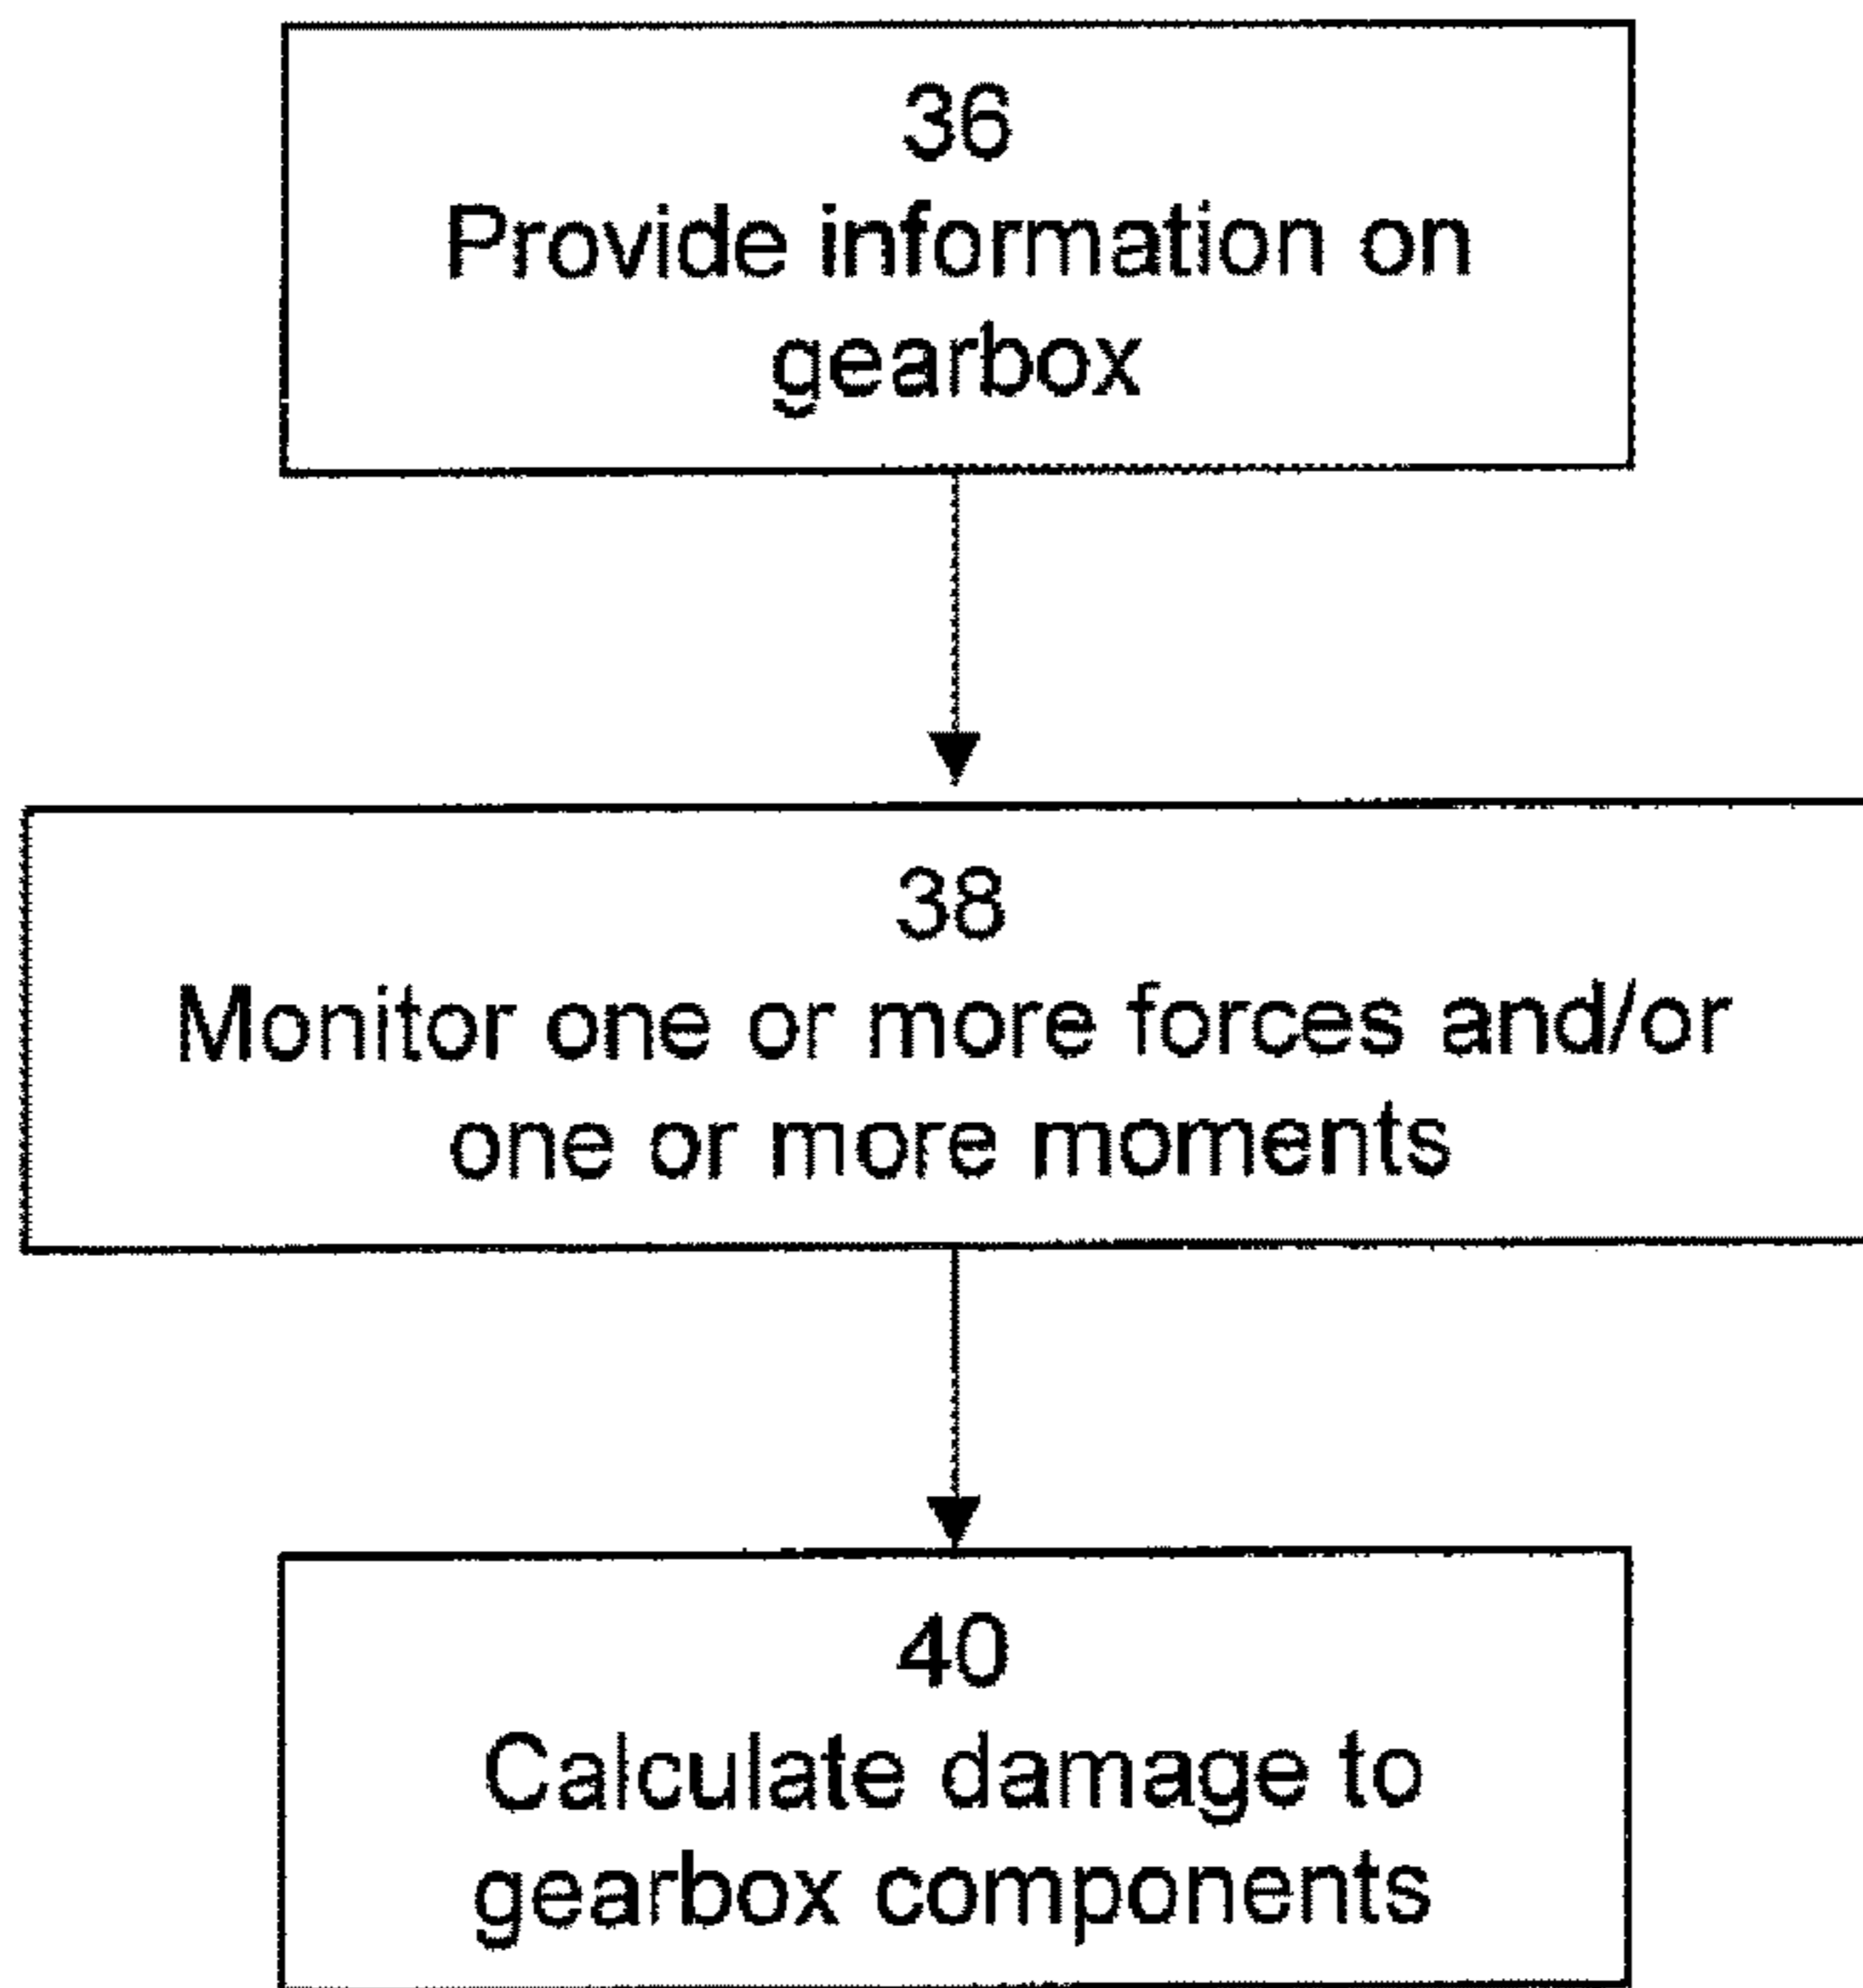 36
Provide information on
gearbox
38
Monitor one or more forces and/or
one or more moments
40
Calculate damage to
gearbox components